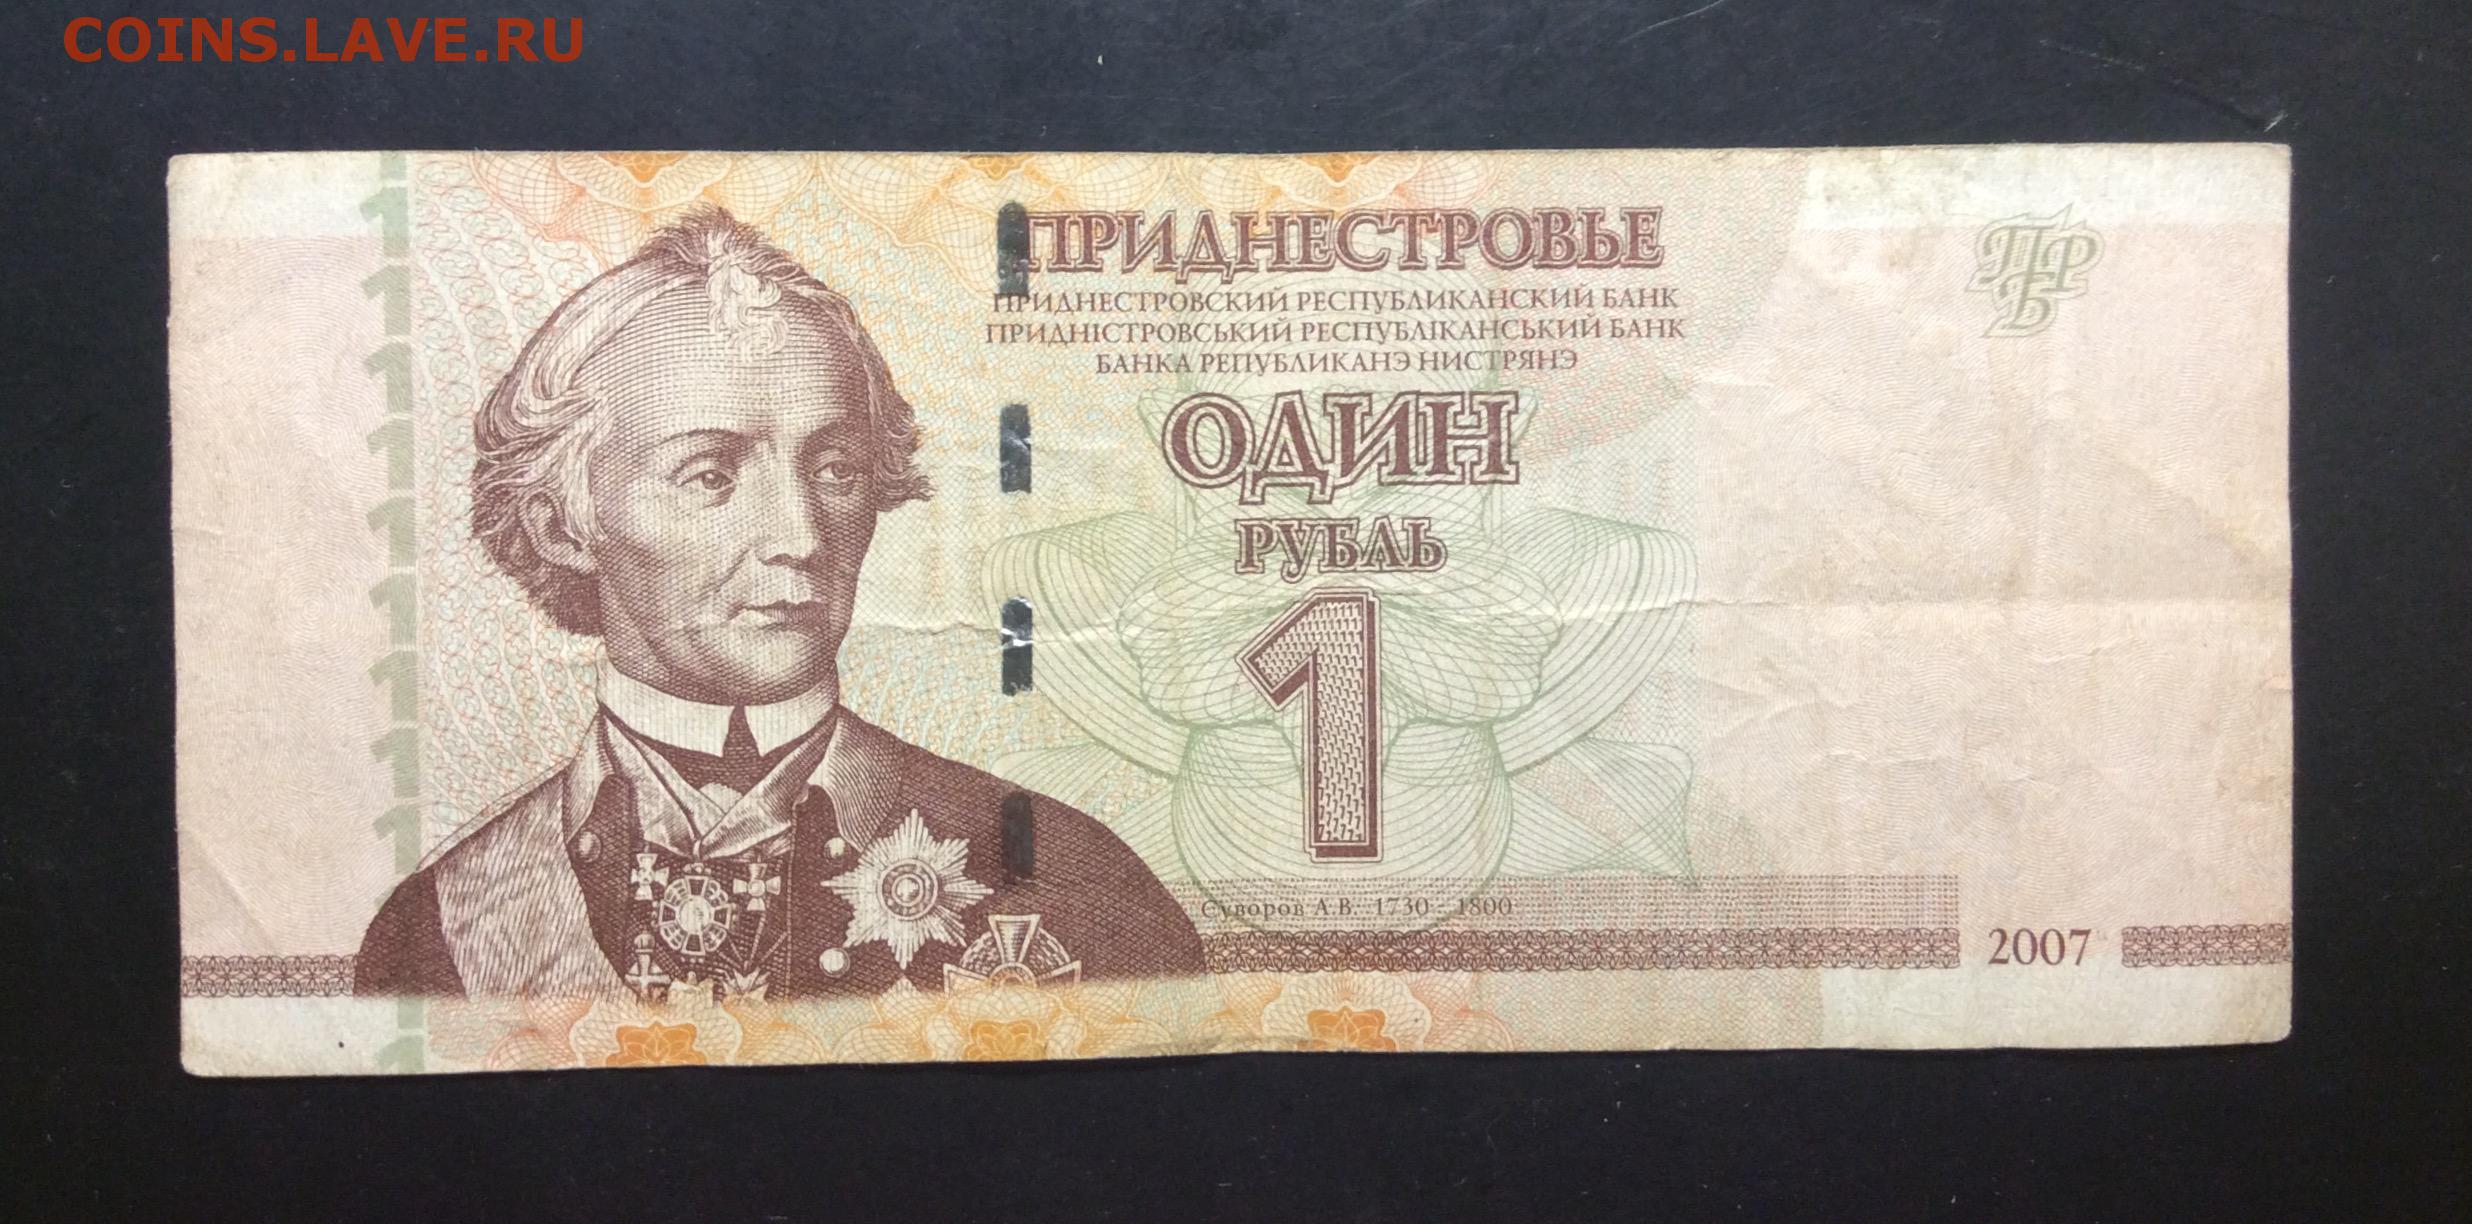 COINS.LAVE.RU
ПРИДНЕСТРОВЬЕ
ПРИДНЕСТРОВСКИЙ РЕСПУБЛИКАНСКИЙ БАНК
ПРИДНІСТРОВСЬКИЙ РЕСПУБЛІКАНСЬКИЙ БАНК
БАНКА РЕПУБЛИКАНЭ НИСТРЯНЭ
ПРБ
ОДИН
РУБЛЬ
1
Суворов А.В. 1730 - 1800
2007